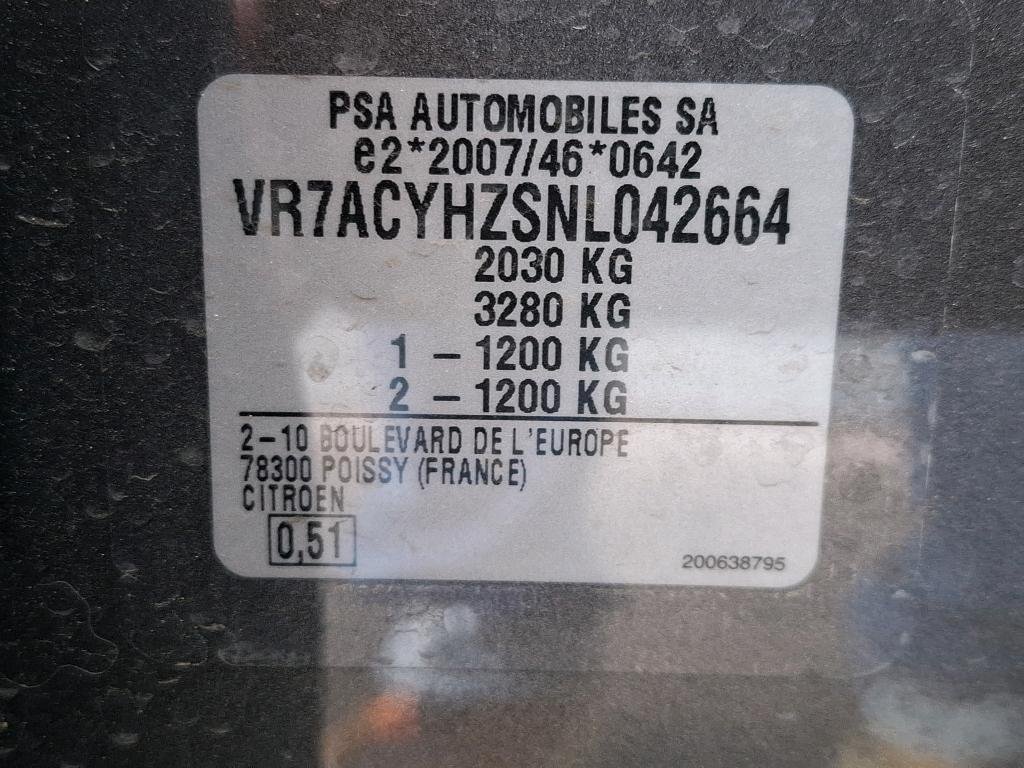 PSA AUTOMOBILES SA
e2*2007/46*0642
VR7ACYHZSNL042664
2030 KG
3280 KG
1 - 1200 KG
2 - 1200 KG
2-10 BOULEVARD DE L'EUROPE
78300 POISSY (FRANCE)
CITROEN
0,51
200638795